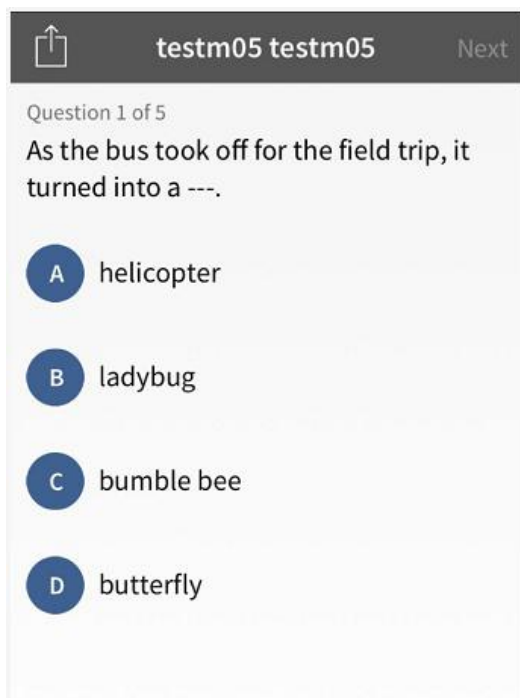 testm05 testm05 Next
Question 1 of 5
As the bus took off for the field trip, it
turned into a ---.
A helicopter
B ladybug
C bumble bee
D butterfly